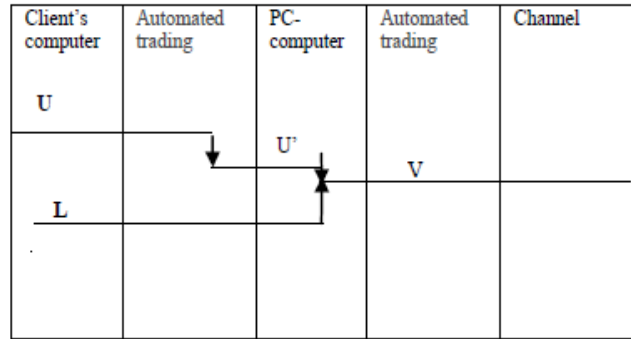 Client's
computer
Automated
trading
PC-
computer
Automated
trading
Channel
U
U'
V
L
.